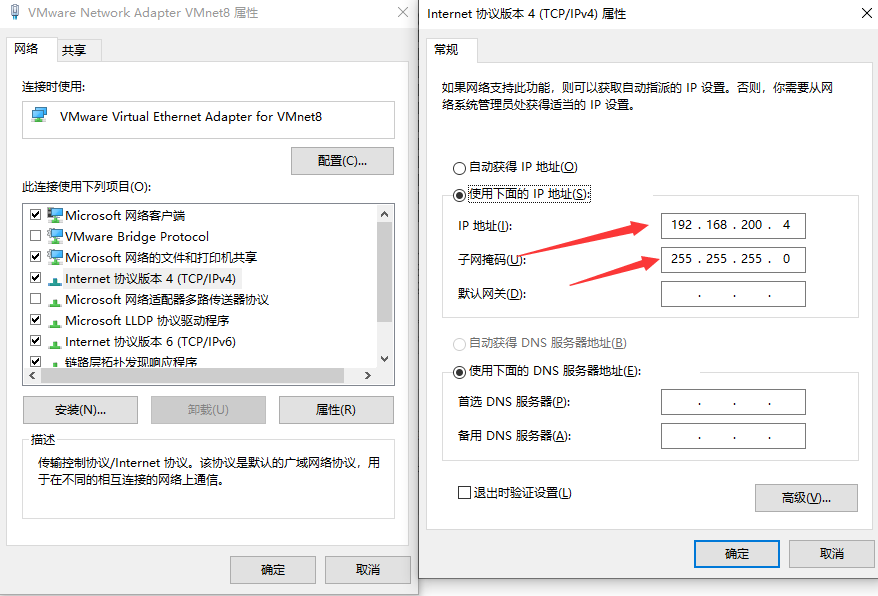 VMware Network Adapter VMnet8 属性
网络
共享
连接时使用:
VMware Virtual Ethernet Adapter for VMnet8
配置(C)...
此连接使用下列项目(O):
Microsoft 网络客户端
VMware Bridge Protocol
Microsoft 网络的文件和打印机共享
Internet 协议版本 4 (TCP/IPv4)
Microsoft 网络适配器多路传送器协议
Microsoft LLDP 协议驱动程序
Internet 协议版本 6 (TCP/IPv6)
链路层拓扑发现响应程序
安装(N)...
卸载(U)
属性(R)
描述
传输控制协议/Internet 协议。该协议是默认的广域网络协议，用
于在不同的相互连接的网络上通信。
确定
取消
Internet 协议版本 4 (TCP/IPv4) 属性
常规
如果网络支持此功能，则可以获取自动指派的 IP 设置。否则，你需要从网
络系统管理员处获得适当的 IP 设置。
自动获得 IP 地址(O)
使用下面的 IP 地址(S):
IP 地址(I):
192 . 168 . 200 . 4
子网掩码(U):
255 . 255 . 255 . 0
默认网关(D):
. . .
自动获得 DNS 服务器地址(B)
使用下面的 DNS 服务器地址(E):
首选 DNS 服务器(P):
. . .
备用 DNS 服务器(A):
. . .
退出时验证设置(L)
高级(V)...
确定
取消